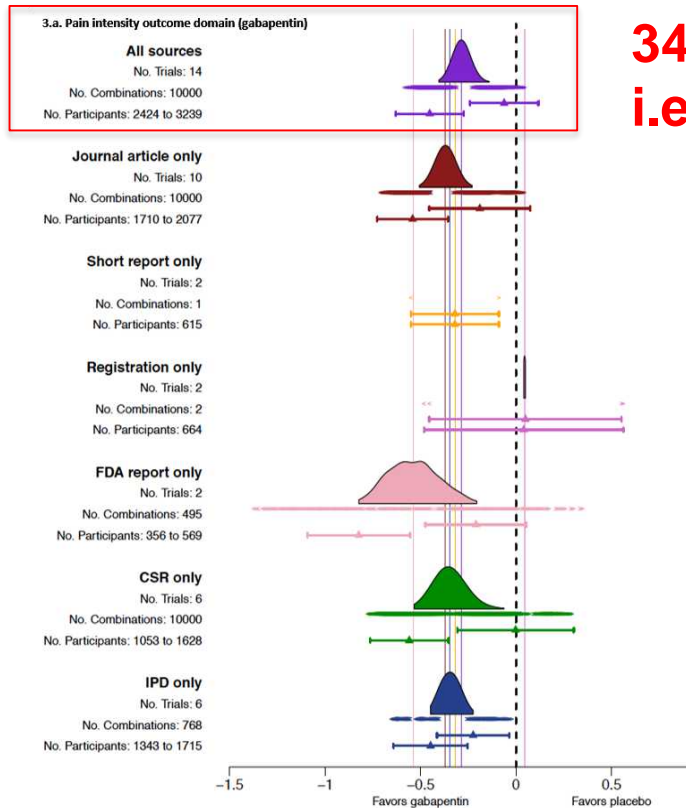 3.a. Pain intensity outcome domain (gabapentin)
34
i.e
All sources
No. Trials: 14
No. Combinations: 10000
No. Participants: 2424 to 3239
Journal article only
No. Trials: 10
No. Combinations: 10000
No. Participants: 1710 to 2077
Short report only
No. Trials: 2
No. Combinations: 1
No. Participants: 615
Registration only
No. Trials: 2
No. Combinations: 2
No. Participants: 664
FDA report only
No. Trials: 2
No. Combinations: 495
No. Participants: 356 to 569
CSR only
No. Trials: 6
No. Combinations: 10000
No. Participants: 1053 to 1628
IPD only
No. Trials: 6
No. Combinations: 768
No. Participants: 1343 to 1715
−1.5 −1 −0.5 0 0.5
Favors gabapentin Favors placebo